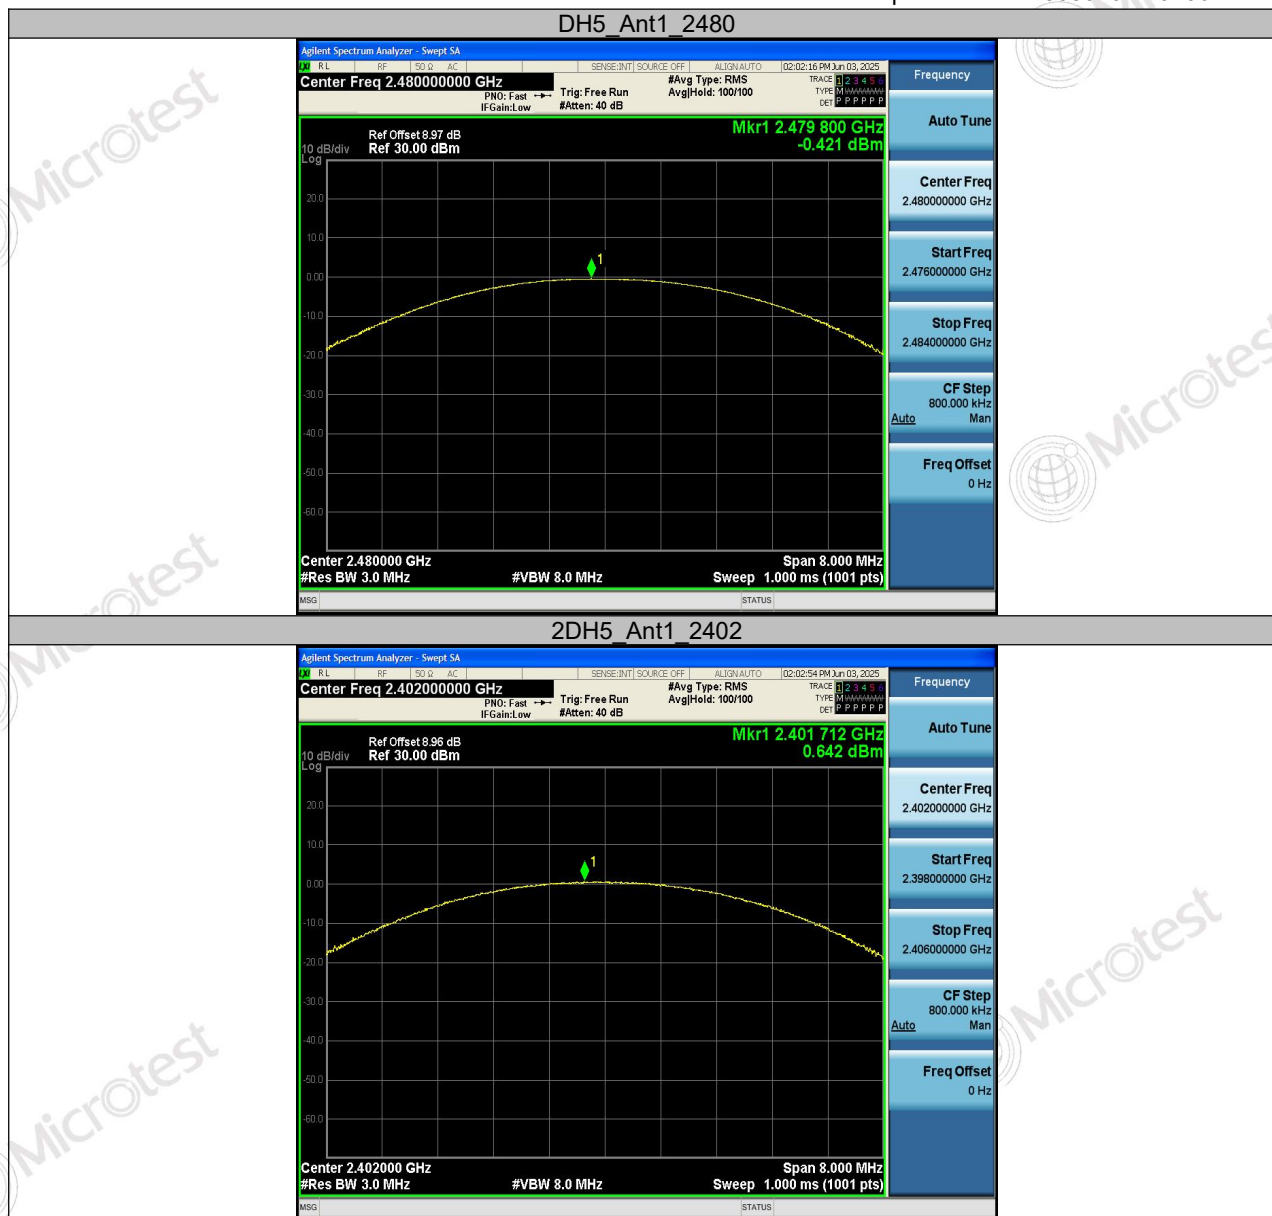 DH5_Ant1_2480
Agilent Spectrum Analyzer - Swept SA
RL RF 50 Ω AC SENSE:INT SOURCE OFF ALIGNAUTO 02:02:16 PM Jun 03, 2025
Center Freq 2.480000000 GHz
PNO: Fast
IFGain:Low
Trig: Free Run
#Atten: 40 dB
#Avg Type: RMS
Avg|Hold: 100/100
TRACE 1 2 3 4 5 6
TYPE M
DET P P P P P P
Ref Offset 8.97 dB
Ref 30.00 dBm
10 dB/div
Log
Mkr1 2.479 800 GHz
-0.421 dBm
1
20.0
10.0
0.00
-10.0
-20.0
-30.0
-40.0
-50.0
-60.0
Center 2.480000 GHz
Span 8.000 MHz
#Res BW 3.0 MHz
#VBW 8.0 MHz
Sweep 1.000 ms (1001 pts)
MSG
STATUS
Frequency
Auto Tune
Center Freq
2.480000000 GHz
Start Freq
2.476000000 GHz
Stop Freq
2.484000000 GHz
CF Step
800.000 kHz
Auto Man
Freq Offset
0 Hz
2DH5_Ant1_2402
Agilent Spectrum Analyzer - Swept SA
RL RF 50 Ω AC SENSE:INT SOURCE OFF ALIGNAUTO 02:02:54 PM Jun 03, 2025
Center Freq 2.402000000 GHz
PNO: Fast
IFGain:Low
Trig: Free Run
#Atten: 40 dB
#Avg Type: RMS
Avg|Hold: 100/100
TRACE 1 2 3 4 5 6
TYPE M
DET P P P P P P
Ref Offset 8.96 dB
Ref 30.00 dBm
10 dB/div
Log
Mkr1 2.401 712 GHz
0.642 dBm
1
20.0
10.0
0.00
-10.0
-20.0
-30.0
-40.0
-50.0
-60.0
Center 2.402000 GHz
Span 8.000 MHz
#Res BW 3.0 MHz
#VBW 8.0 MHz
Sweep 1.000 ms (1001 pts)
MSG
STATUS
Frequency
Auto Tune
Center Freq
2.402000000 GHz
Start Freq
2.398000000 GHz
Stop Freq
2.406000000 GHz
CF Step
800.000 kHz
Auto Man
Freq Offset
0 Hz
Microtest
Microtest
Microtest
Microtest
Microtest